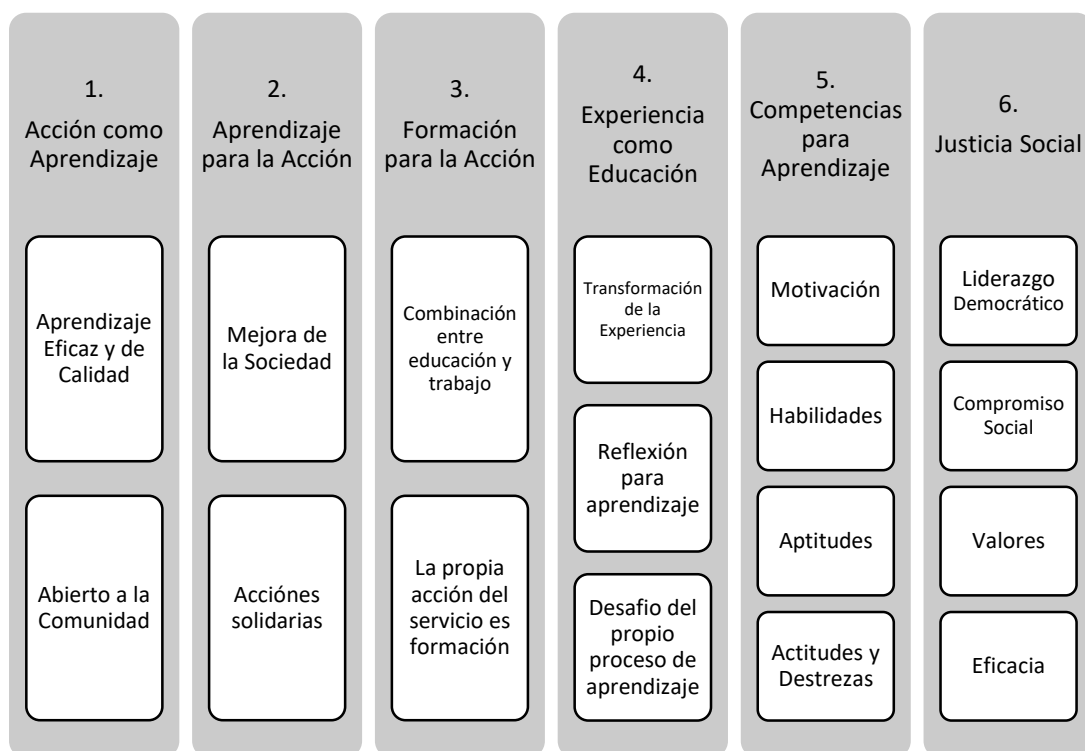 1.
Acción como
Aprendizaje
Aprendizaje
Eficaz y de
Calidad
Abierto a la
Comunidad
2.
Aprendizaje
para la Acción
Mejora de
la Sociedad
Acciónes
solidarias
3.
Formación
para la Acción
Combinación
entre
educación y
trabajo
La propia
acción del
servicio es
formación
4.
Experiencia
como
Educación
Transformación
de la
Experiencia
Reflexión
para
aprendizaje
Desafio del
propio
proceso de
aprendizaje
5.
Competencias
para
Aprendizaje
Motivación
Habilidades
Aptitudes
Actitudes y
Destrezas
6.
Justicia Social
Liderazgo
Democrático
Compromiso
Social
Valores
Eficacia